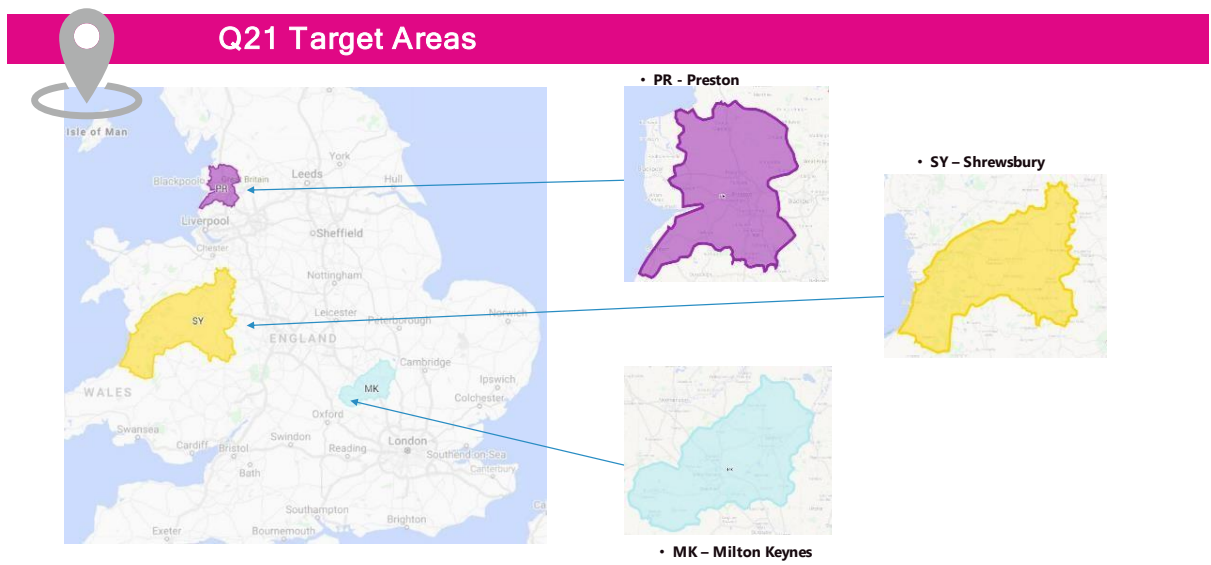 Q21 Target Areas
• PR - Preston
• SY – Shrewsbury
• MK – Milton Keynes
Isle of Man
York
Leeds
Hull
Blackpool
Britain
PR
Liverpool
Sheffield
Chester
Nottingham
SY
Leicester
Peterborough
Norwich
ENGLAND
Cambridge
MK
Ipswich
WALES
Colchester
Oxford
Swansea
Swindon
London
Cardiff
Bristol
Reading
Southend-on-Sea
Bath
Canterbury
Southampton
Ca
Brighton
Exeter
Bournemouth